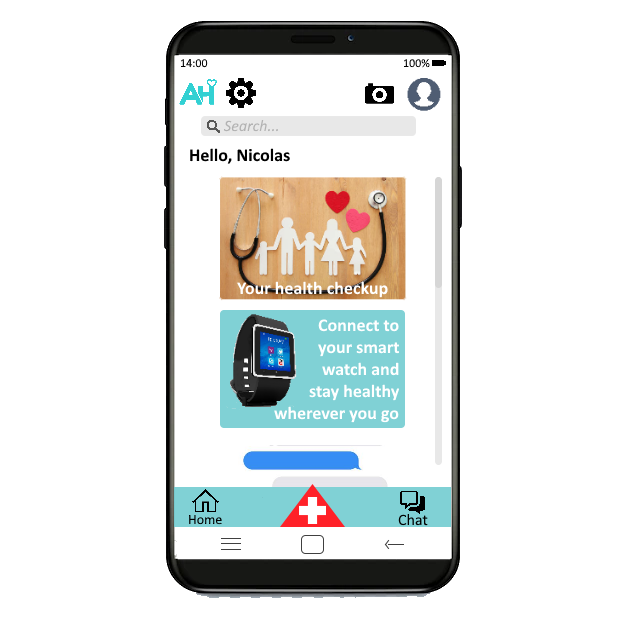 14:00 100%
AH
Search...
Hello, Nicolas
Your health checkup
Connect to
your smart
watch and
stay healthy
wherever you go
Home
Chat